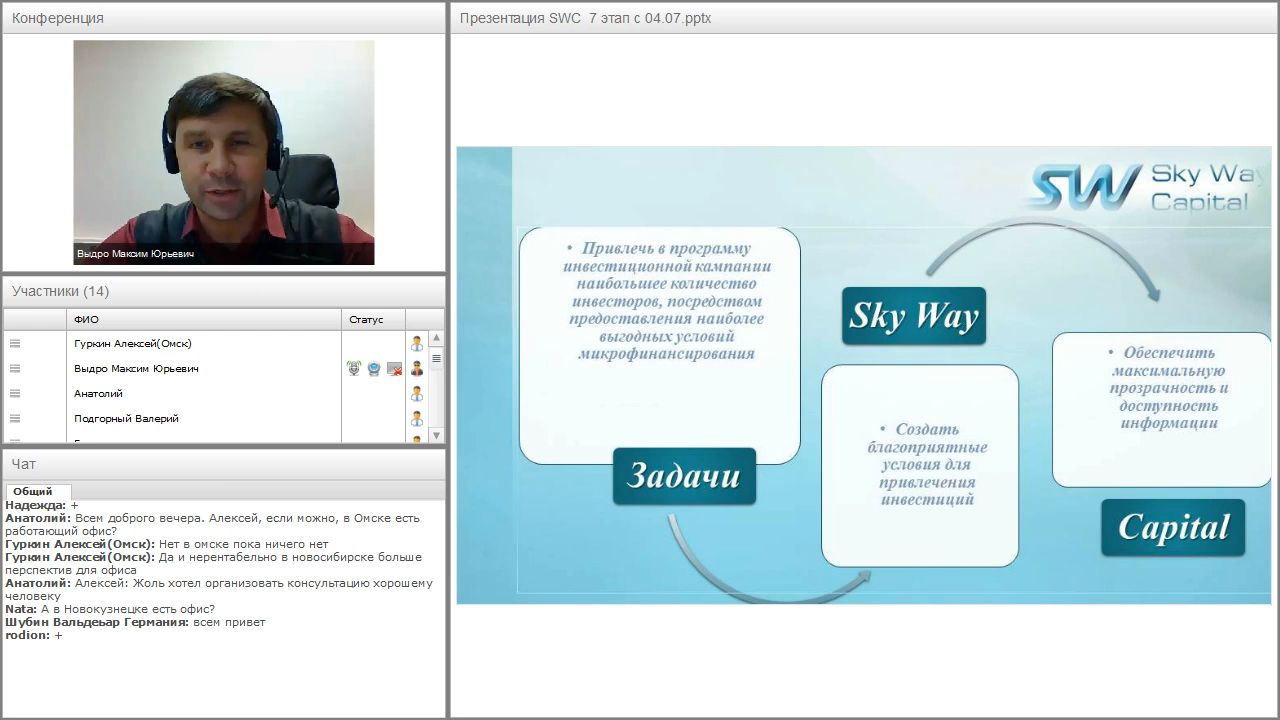 Конференция
Выдро Максим Юрьевич
Участники (14)
ФИО
Статус
Гуркин Алексей(Омск)
Выдро Максим Юрьевич
Анатолий
Подгорный Валерий
Чат
Общий
Надежда: +
Анатолий: Всем доброго вечера. Алексей, если можно, в Омске есть
работающий офис?
Гуркин Алексей(Омск): Нет в омске пока ничего нет
Гуркин Алексей(Омск): Да и нерентабельно в новосибирске больше
перспектив для офиса
Анатолий: Алексей: Жоль хотел организовать консультацию хорошему
человеку
Nata: А в Новокузнецке есть офис?
Шубин Вальдеьар Германия: всем привет
rodion: +
Презентация SWC 7 этап с 04.07.pptx
SW Sky Way
Capital
• Привлечь в программу
инвестиционной кампании
наибольшее количество
инвесторов, посредством
предоставления наиболее
выгодных условий
микрофинансирования
Задачи
Sky Way
• Создать
благоприятные
условия для
привлечения
инвестиций
• Обеспечить
максимальную
прозрачность и
доступность
информации
Capital